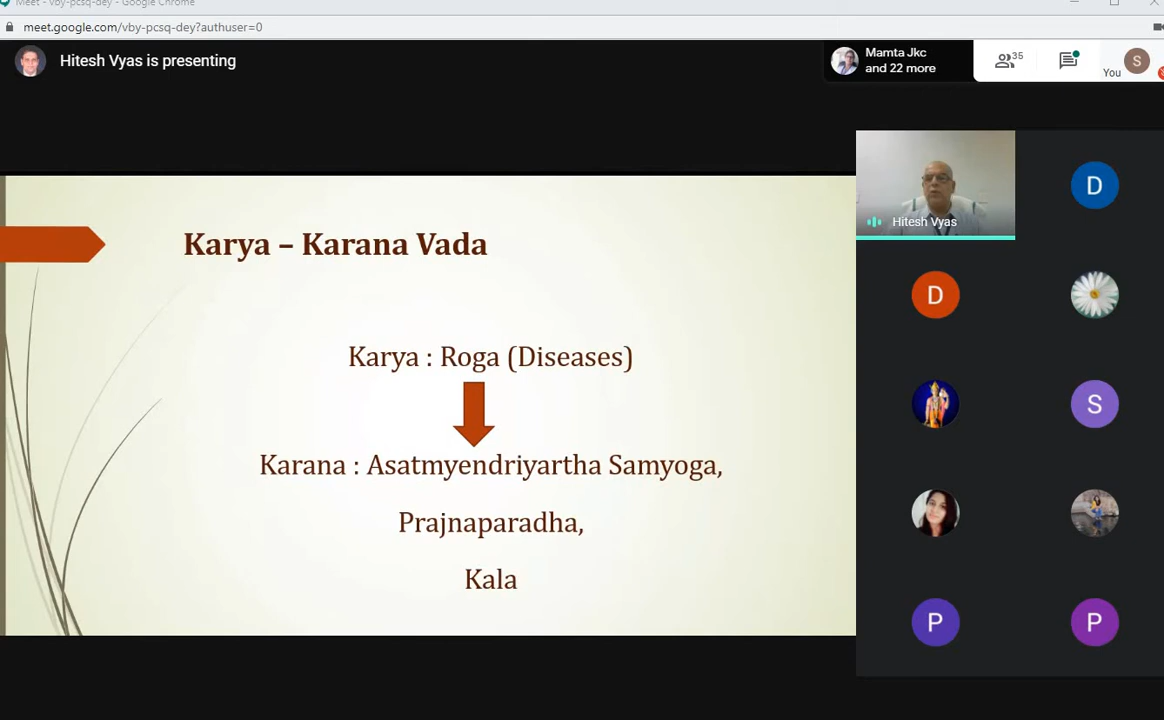 Meet - vby-pcsq-dey - Google Chrome
meet.google.com/vby-pcsq-dey?authuser=0
Hitesh Vyas is presenting
Mamta Jkc
and 22 more
35
You
S
Karya – Karana Vada
Karya : Roga (Diseases)
Karana : Asatmyendriyartha Samyoga,
Prajnaparadha,
Kala
Hitesh Vyas
D
D
S
P
P